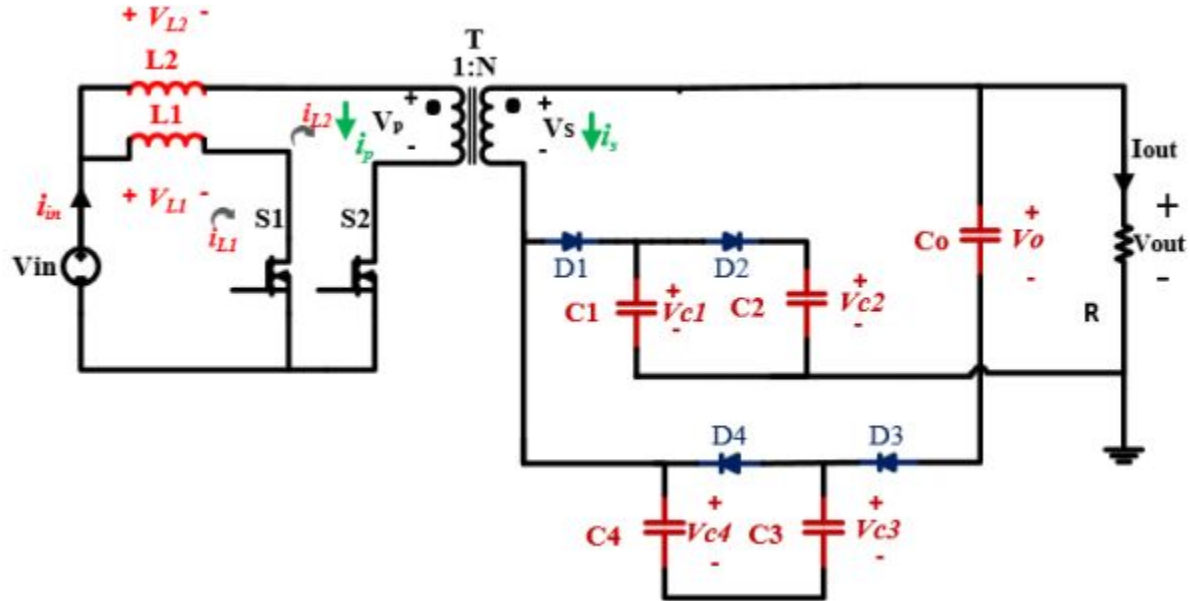 + VL2 -
L2
L1
+ VL1 -
iin
Vin
iL1
iL2
ip
S1
S2
T
1:N
+
Vp
-
+
Vs
-
is
D1
D2
C1
+
Vc1
-
C2
+
Vc2
-
Co
+
Vo
-
Iout
+
Vout
-
R
D4
D3
C4
+
Vc4
-
C3
+
Vc3
-